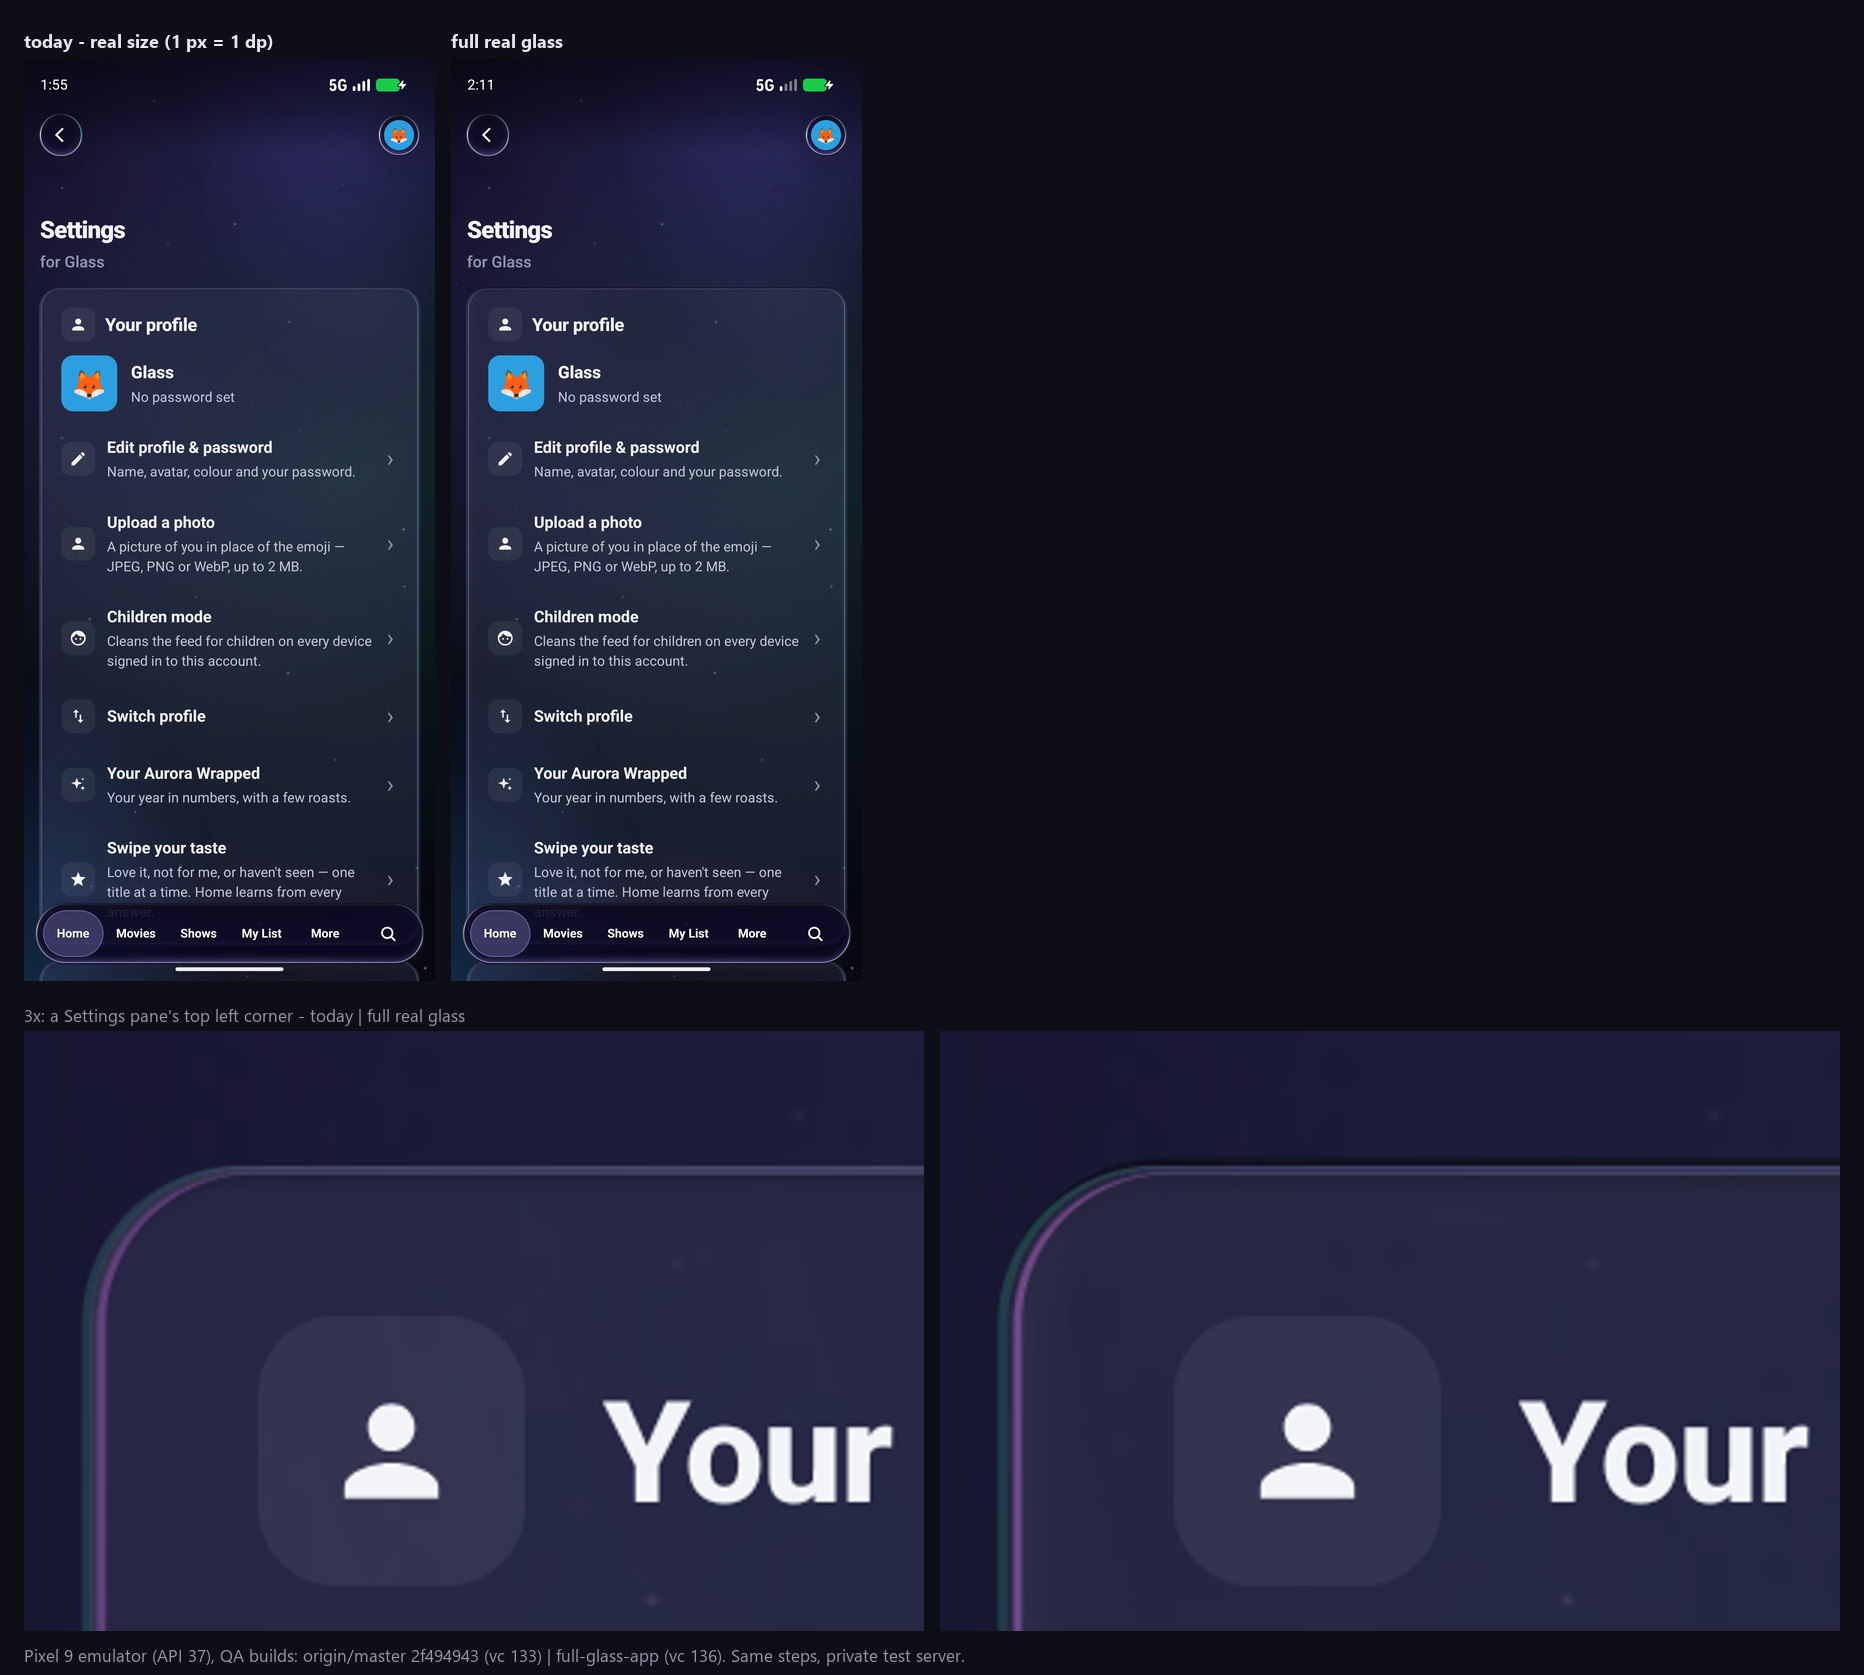 today - real size (1 px = 1 dp)
1:55
5G
Settings
for Glass
Your profile
Glass
No password set
Edit profile & password
Name, avatar, colour and your password.
Upload a photo
A picture of you in place of the emoji —
JPEG, PNG or WebP, up to 2 MB.
Children mode
Cleans the feed for children on every device
signed in to this account.
Switch profile
Your Aurora Wrapped
Your year in numbers, with a few roasts.
Swipe your taste
Love it, not for me, or haven't seen — one
title at a time. Home learns from every
answer.
Home Movies Shows My List More
full real glass
2:11
5G
Settings
for Glass
Your profile
Glass
No password set
Edit profile & password
Name, avatar, colour and your password.
Upload a photo
A picture of you in place of the emoji —
JPEG, PNG or WebP, up to 2 MB.
Children mode
Cleans the feed for children on every device
signed in to this account.
Switch profile
Your Aurora Wrapped
Your year in numbers, with a few roasts.
Swipe your taste
Love it, not for me, or haven't seen — one
title at a time. Home learns from every
answer.
Home Movies Shows My List More
3x: a Settings pane's top left corner - today | full real glass
Your
Your
Pixel 9 emulator (API 37), QA builds: origin/master 2f494943 (vc 133) | full-glass-app (vc 136). Same steps, private test server.